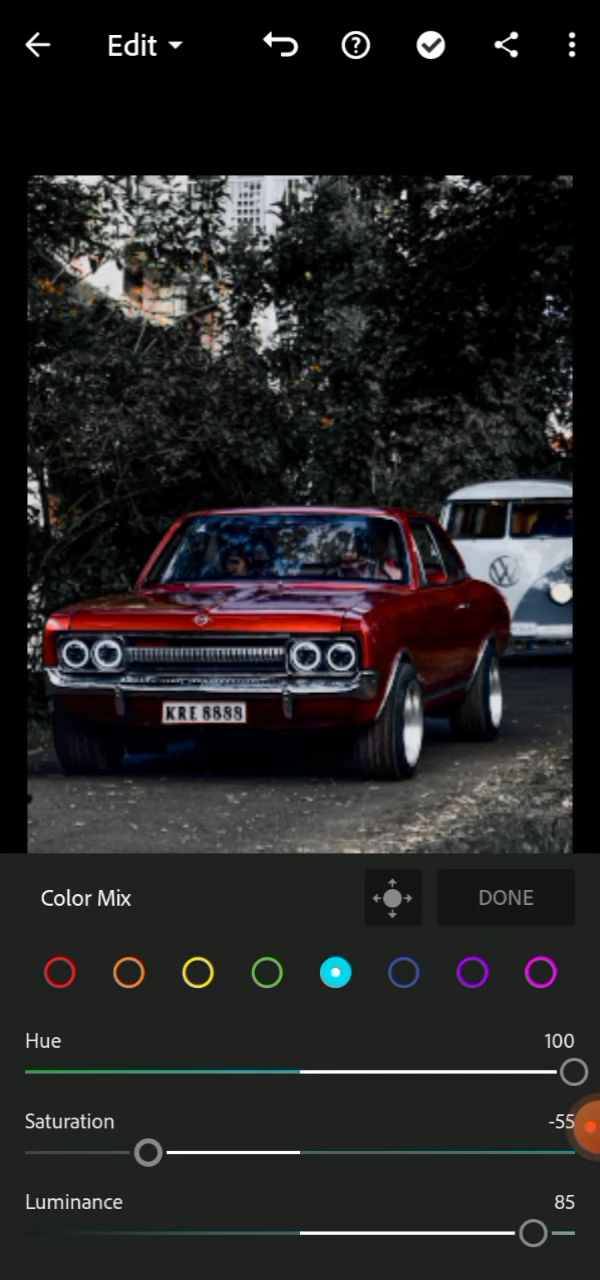 Edit
KRE 8888
Color Mix
DONE
Hue
100
Saturation
-55
Luminance
85